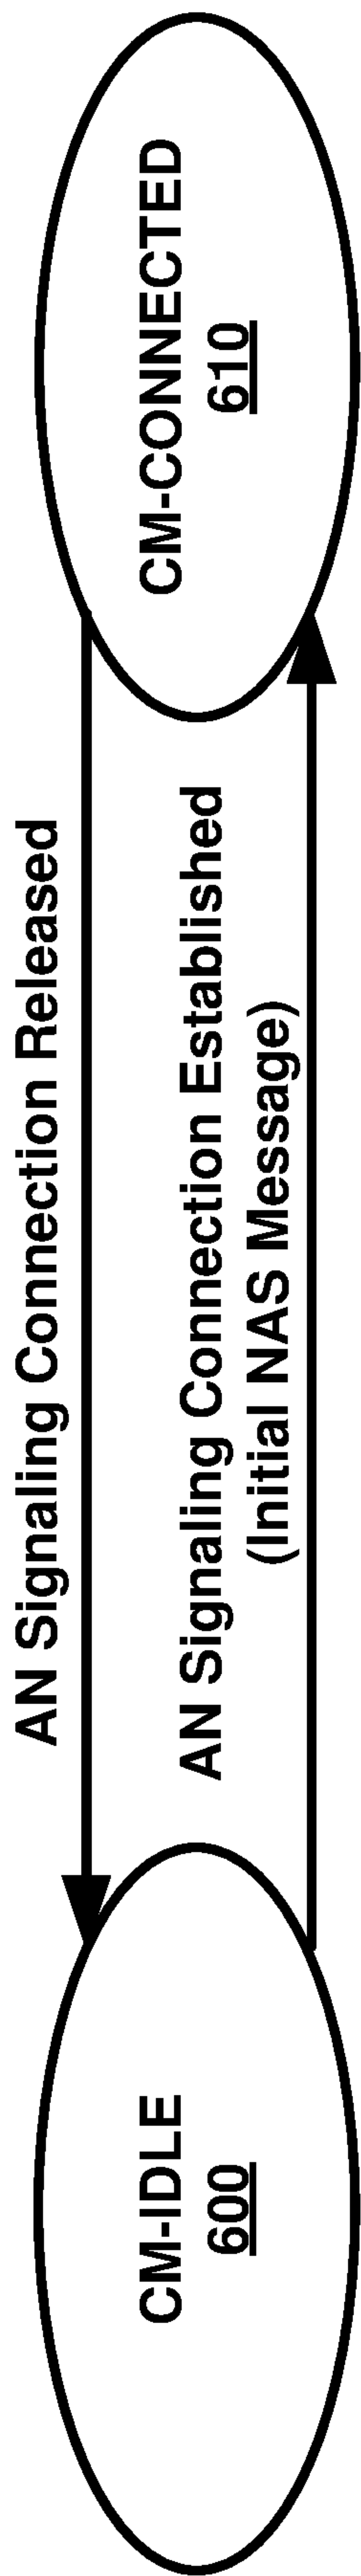 AN Signaling Connection Released
CM-IDLE
600
AN Signaling Connection Established
(Initial NAS Message)
CM-CONNECTED
610